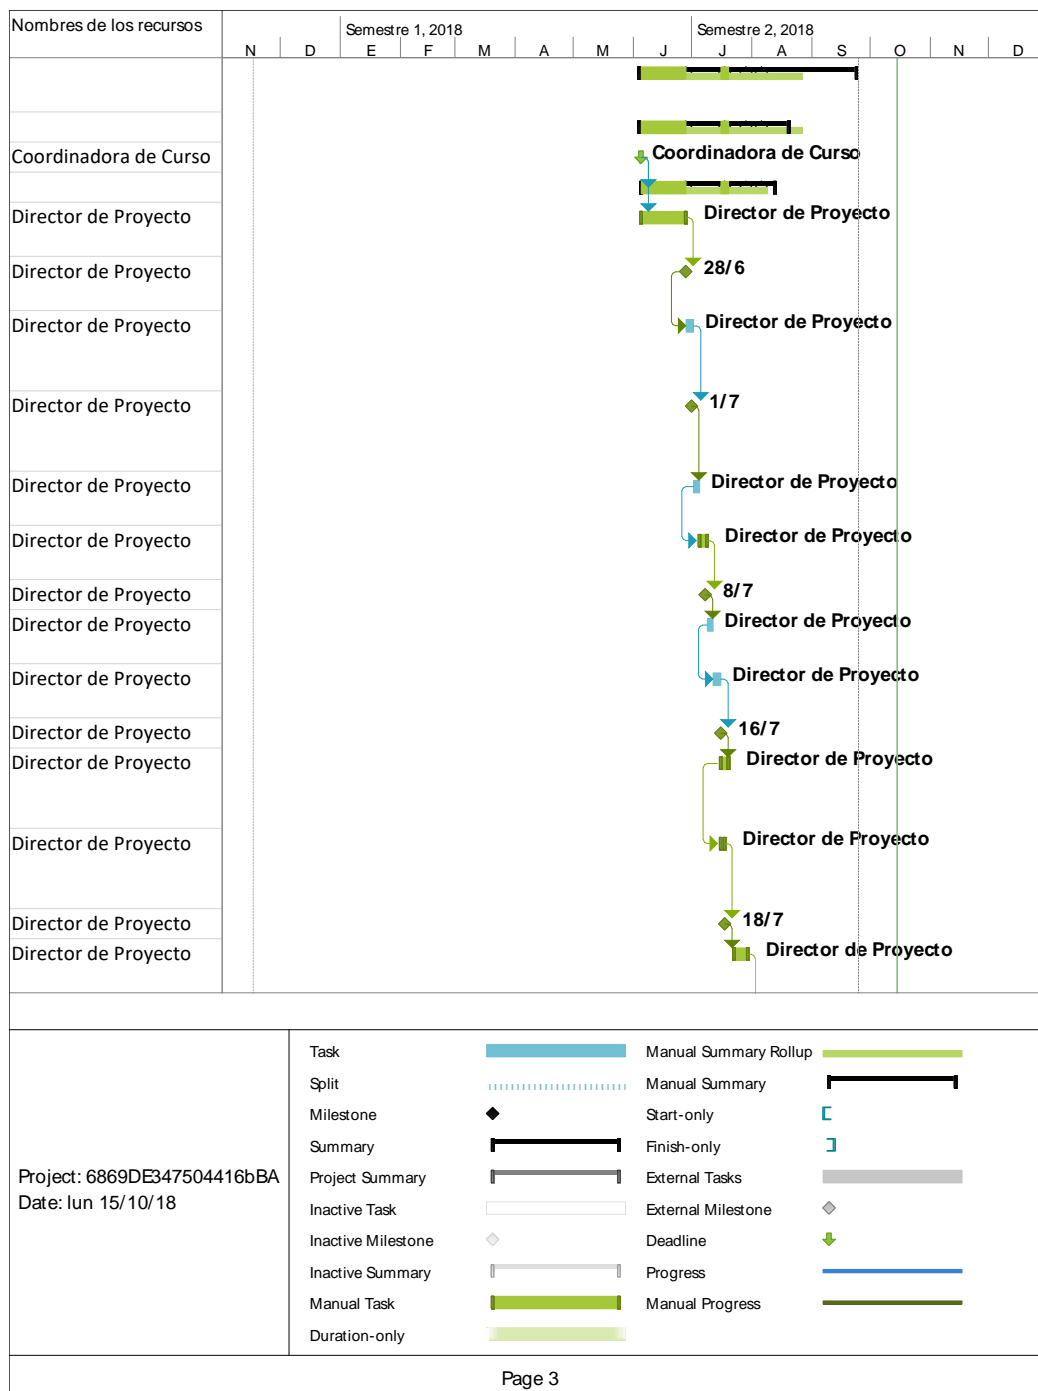 Nombres de los recursos
Semestre 1, 2018
Semestre 2, 2018
N D E F M A M J J A S O N D
Coordinadora de Curso
Coordinadora de Curso
Director de Proyecto
Director de Proyecto
Director de Proyecto
28/6
Director de Proyecto
Director de Proyecto
Director de Proyecto
1/7
Director de Proyecto
Director de Proyecto
Director de Proyecto
Director de Proyecto
Director de Proyecto
8/7
Director de Proyecto
Director de Proyecto
Director de Proyecto
Director de Proyecto
Director de Proyecto
16/7
Director de Proyecto
Director de Proyecto
Director de Proyecto
Director de Proyecto
Director de Proyecto
18/7
Director de Proyecto
Director de Proyecto
Project: 6869DE347504416bBA
Date: lun 15/10/18
Task
Split
Milestone
Summary
Project Summary
Inactive Task
Inactive Milestone
Inactive Summary
Manual Task
Duration-only
Manual Summary Rollup
Manual Summary
Start-only
Finish-only
External Tasks
External Milestone
Deadline
Progress
Manual Progress
Page 3